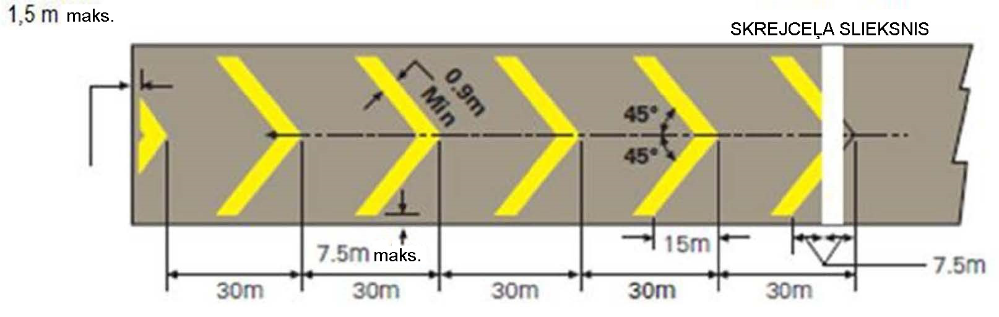 1,5 m maks.
SKREJCEĻA SLIEKSNIS
0.9m
Min
45°
45°
15m
7.5m maks.
7.5m
30m
30m
30m
30m
30m